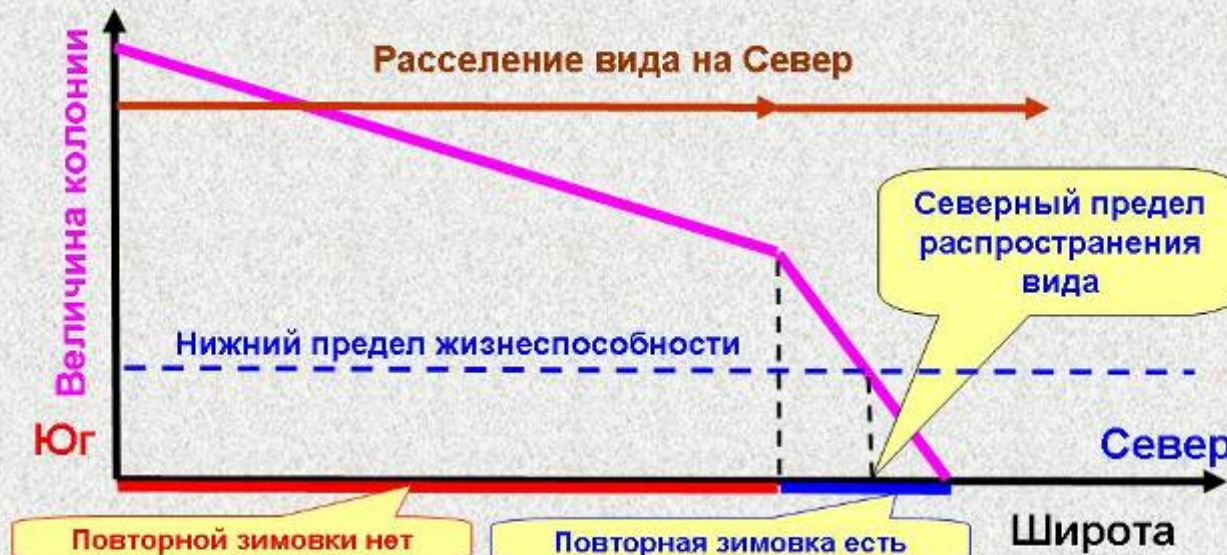 Величина колонии
Расселение вида на Север
Северный предел
распространения
вида
Нижний предел жизнеспособности
Юг
Север
Повторной зимовки нет
Повторная зимовка есть
Широта